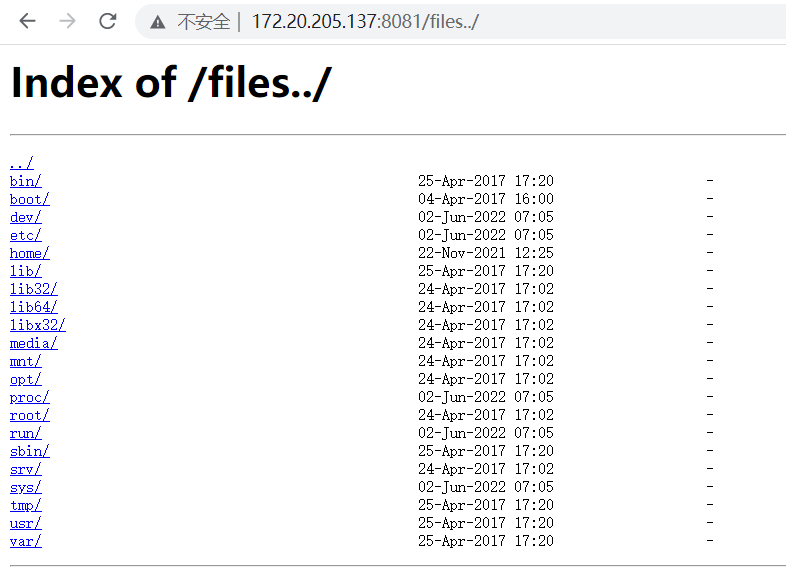 不安全 | 172.20.205.137:8081/files../
Index of /files../
../
bin/ 25-Apr-2017 17:20 -
boot/ 04-Apr-2017 16:00 -
dev/ 02-Jun-2022 07:05 -
etc/ 02-Jun-2022 07:05 -
home/ 22-Nov-2021 12:25 -
lib/ 25-Apr-2017 17:20 -
lib32/ 24-Apr-2017 17:02 -
lib64/ 24-Apr-2017 17:02 -
libx32/ 24-Apr-2017 17:02 -
media/ 24-Apr-2017 17:02 -
mnt/ 24-Apr-2017 17:02 -
opt/ 24-Apr-2017 17:02 -
proc/ 02-Jun-2022 07:05 -
root/ 24-Apr-2017 17:02 -
run/ 02-Jun-2022 07:05 -
sbin/ 25-Apr-2017 17:20 -
srv/ 24-Apr-2017 17:02 -
sys/ 02-Jun-2022 07:05 -
tmp/ 25-Apr-2017 17:20 -
usr/ 25-Apr-2017 17:20 -
var/ 25-Apr-2017 17:20 -